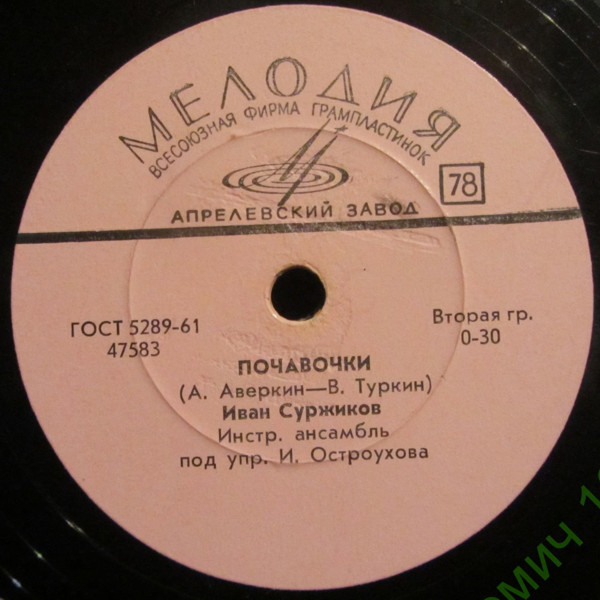 МЕЛОДИЯ
ВСЕСОЮЗНАЯ ФИРМА ГРАМПЛАСТИНОК
78
АПРЕЛЕВСКИЙ ЗАВОД
ГОСТ 5289-61
47583
Вторая гр.
0-30
ПОЧАВОЧКИ
(А. Аверкин—В. Туркин)
Иван Суржиков
Инстр. ансамбль
под упр. И. Остроухова